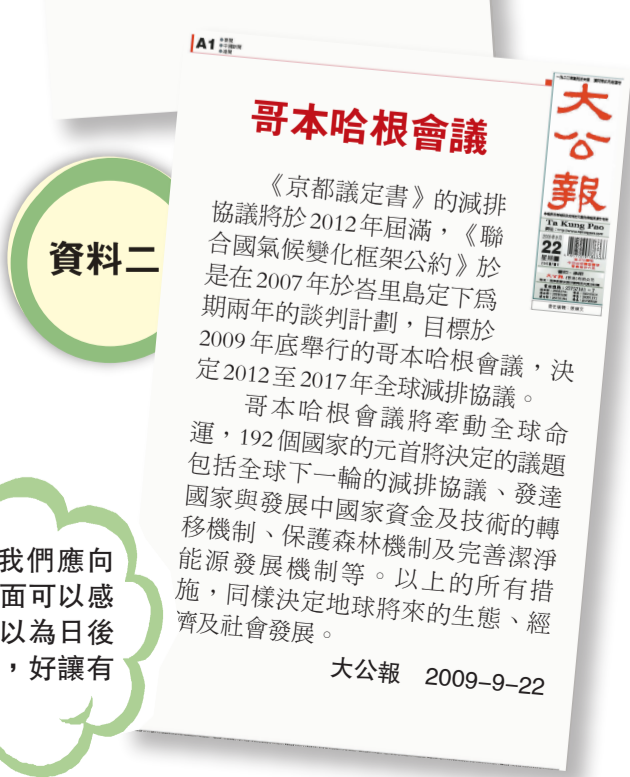 A1
哥本哈根會議
大公報
Ta Kung Pao
22
《京都議定書》的減排
協議將於2012年屆滿，《聯
合國氣候變化框架公約》於
是在2007年於峇里島定下為
期兩年的談判計劃，目標於
2009年底舉行的哥本哈根會議，決
定2012至2017年全球減排協議。
哥本哈根會議將牽動全球命
運，192個國家的元首將決定的議題
包括全球下一輪的減排協議、發達
國家與發展中國家資金及技術的轉
移機制、保護森林機制及完善潔淨
能源發展機制等。以上的所有措
施，同樣決定地球將來的生態、經
濟及社會發展。
大公報 2009-9-22
資料二
我們應向
面可以感
以為日後
，好讓有